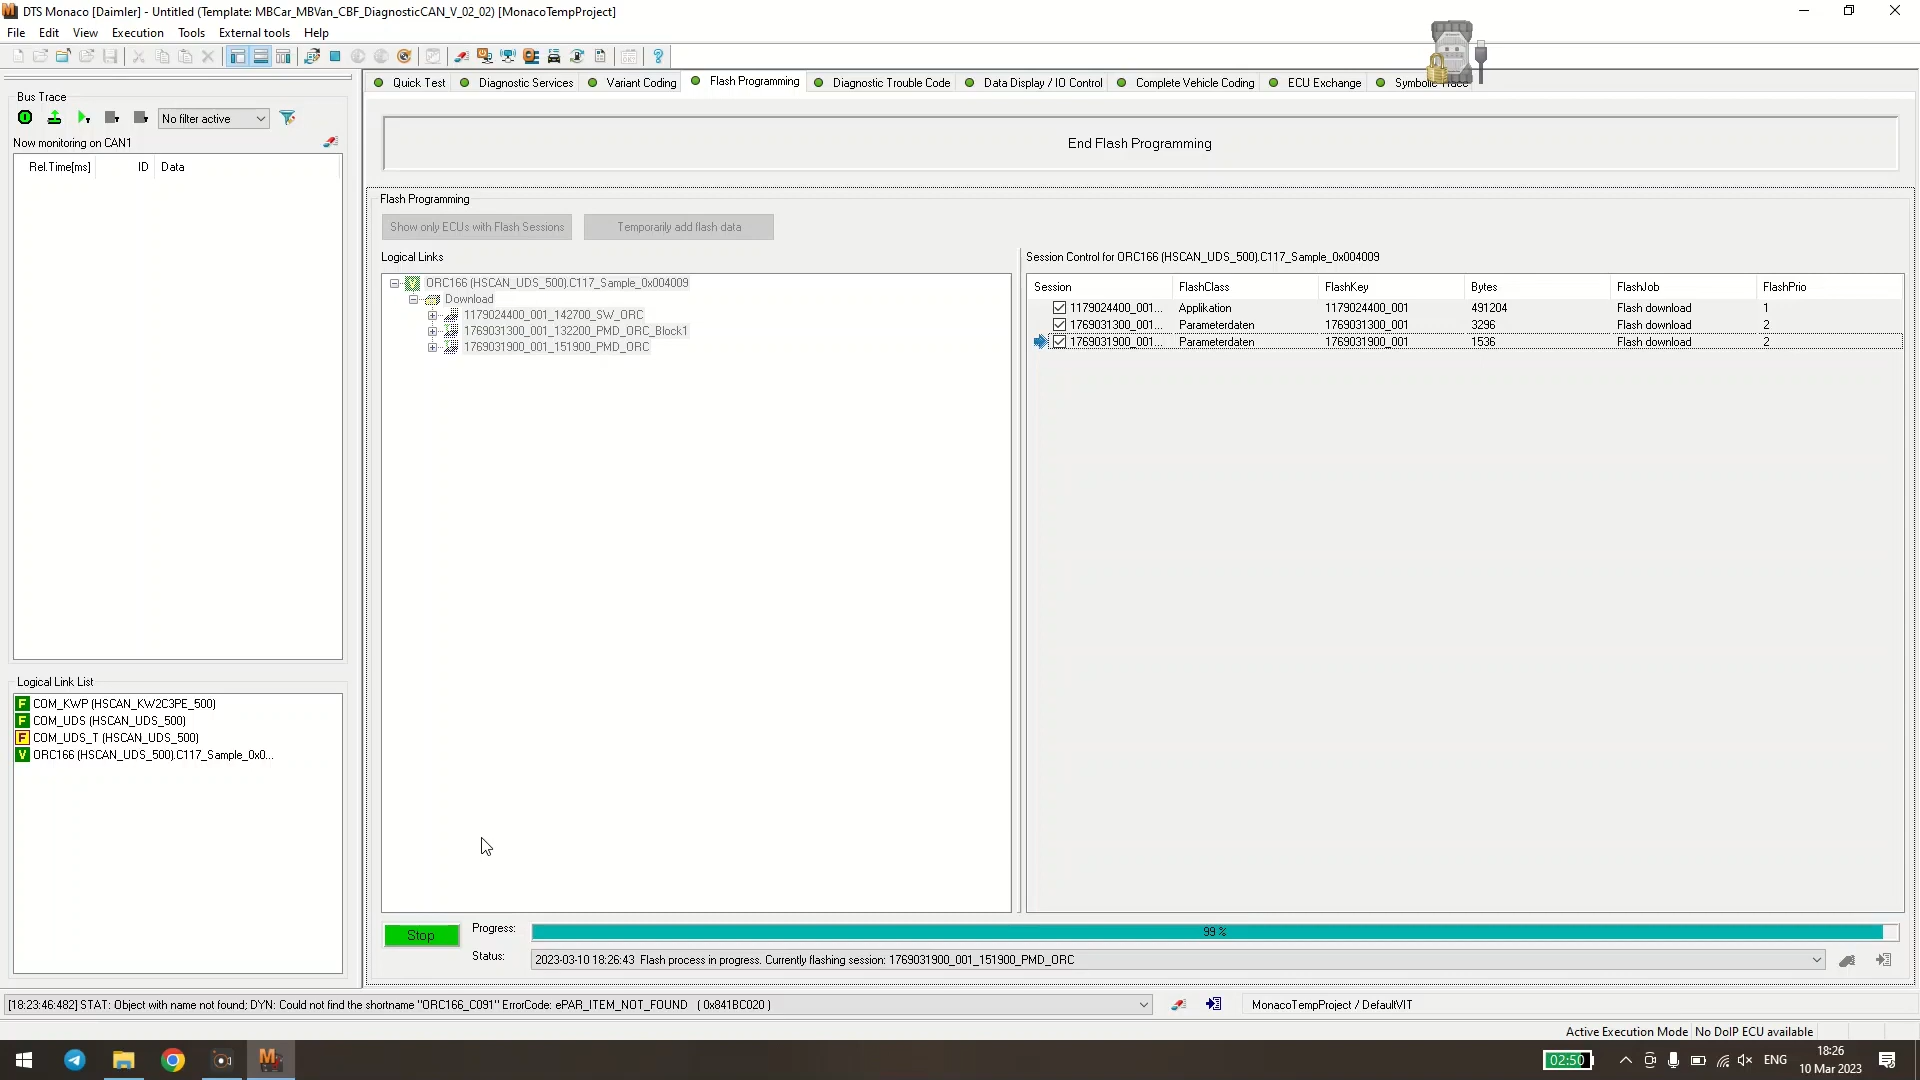 DTS Monaco [Daimler] - Untitled (Template: MBCar_MBVan_CBF_DiagnosticCAN_V_02_02) [MonacoTempProject]
File Edit View Execution Tools External tools Help
Quick Test Diagnostic Services Variant Coding Flash Programming Diagnostic Trouble Code Data Display / IO Control Complete Vehicle Coding ECU Exchange Symbolic Trace
Bus Trace
No filter active
Now monitoring on CAN1
Rel.Time[ms] ID Data
End Flash Programming
Flash Programming
Show only ECUs with Flash Sessions Temporarily add flash data
Logical Links
ORC166 (HSCAN_UDS_500).C117_Sample_0x004009
Download
1179024400_001_142700_SW_ORC
1769031300_001_132200_PMD_ORC_Block1
1769031900_001_151900_PMD_ORC
Session Control for ORC166 (HSCAN_UDS_500).C117_Sample_0x004009
Session FlashClass FlashKey Bytes FlashJob FlashPrio
1179024400_001... Applikation 1179024400_001 491204 Flash download 1
1769031300_001... Parameterdaten 1769031300_001 3296 Flash download 2
1769031900_001... Parameterdaten 1769031900_001 1536 Flash download 2
Logical Link List
F COM_KWP (HSCAN_KW2C3PE_500)
F COM_UDS (HSCAN_UDS_500)
F COM_UDS_T (HSCAN_UDS_500)
V ORC166 (HSCAN_UDS_500).C117_Sample_0x0...
Stop
Progress: 99 %
Status: 2023-03-10 18:26:43 Flash process in progress. Currently flashing session: 1769031900_001_151900_PMD_ORC
[18:23:46:482] STAT: Object with name not found; DYN: Could not find the shortname "ORC166_C091" ErrorCode: ePAR_ITEM_NOT_FOUND ( 0x841BC020 )
MonacoTempProject / DefaultVIT
Active Execution Mode No DoIP ECU available
02:50
ENG
18:26
10 Mar 2023